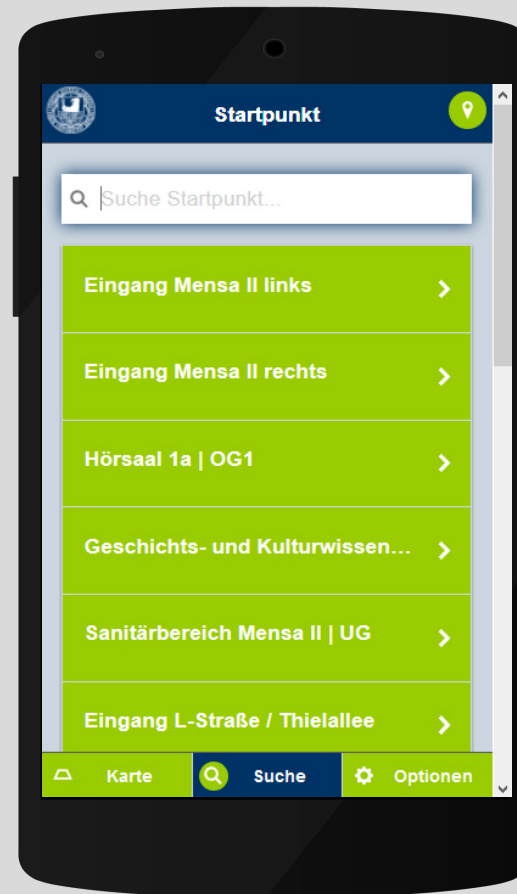 Startpunkt
Suche Startpunkt...
Eingang Mensa II links
Eingang Mensa II rechts
Hörsaal 1a | OG1
Geschichts- und Kulturwissen...
Sanitärbereich Mensa II | UG
Eingang L-Straße / Thielallee
Karte Suche Optionen